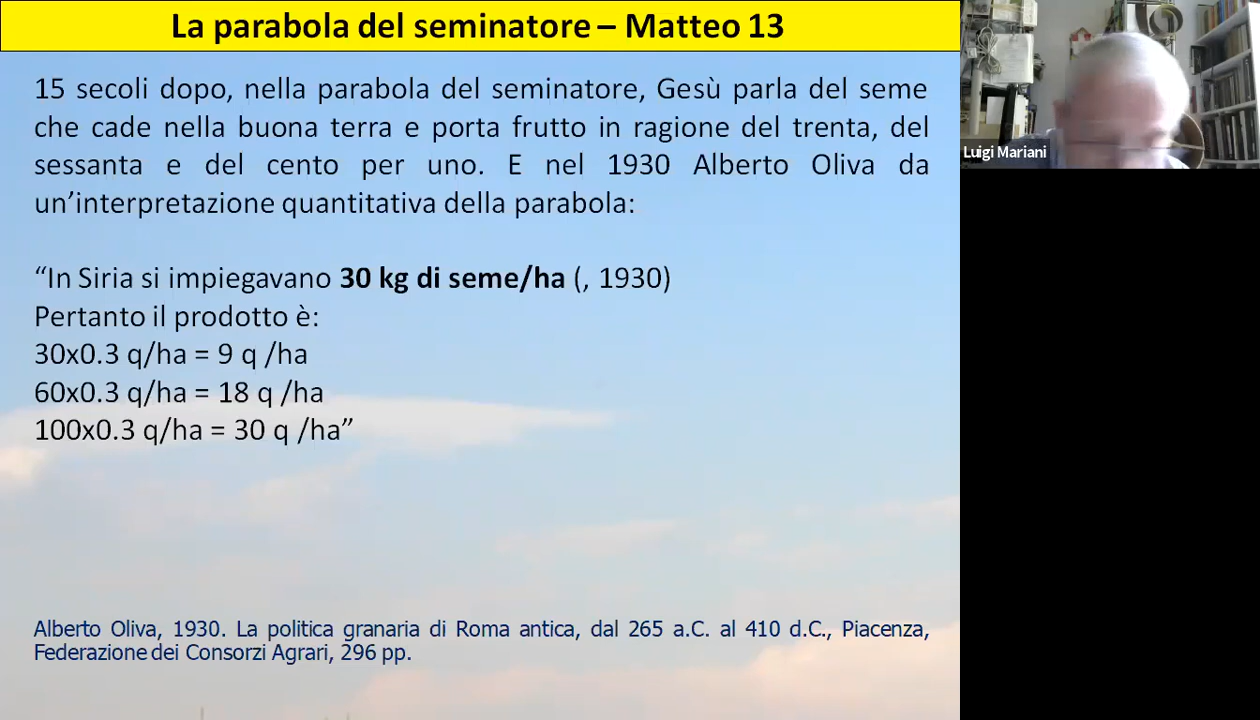 La parabola del seminatore – Matteo 13
15 secoli dopo, nella parabola del seminatore, Gesù parla del seme
che cade nella buona terra e porta frutto in ragione del trenta, del
sessanta e del cento per uno. E nel 1930 Alberto Oliva da
un’interpretazione quantitativa della parabola:
“In Siria si impiegavano 30 kg di seme/ha (, 1930)
Pertanto il prodotto è:
30x0.3 q/ha = 9 q /ha
60x0.3 q/ha = 18 q /ha
100x0.3 q/ha = 30 q /ha”
Alberto Oliva, 1930. La politica granaria di Roma antica, dal 265 a.C. al 410 d.C., Piacenza,
Federazione dei Consorzi Agrari, 296 pp.
Luigi Mariani